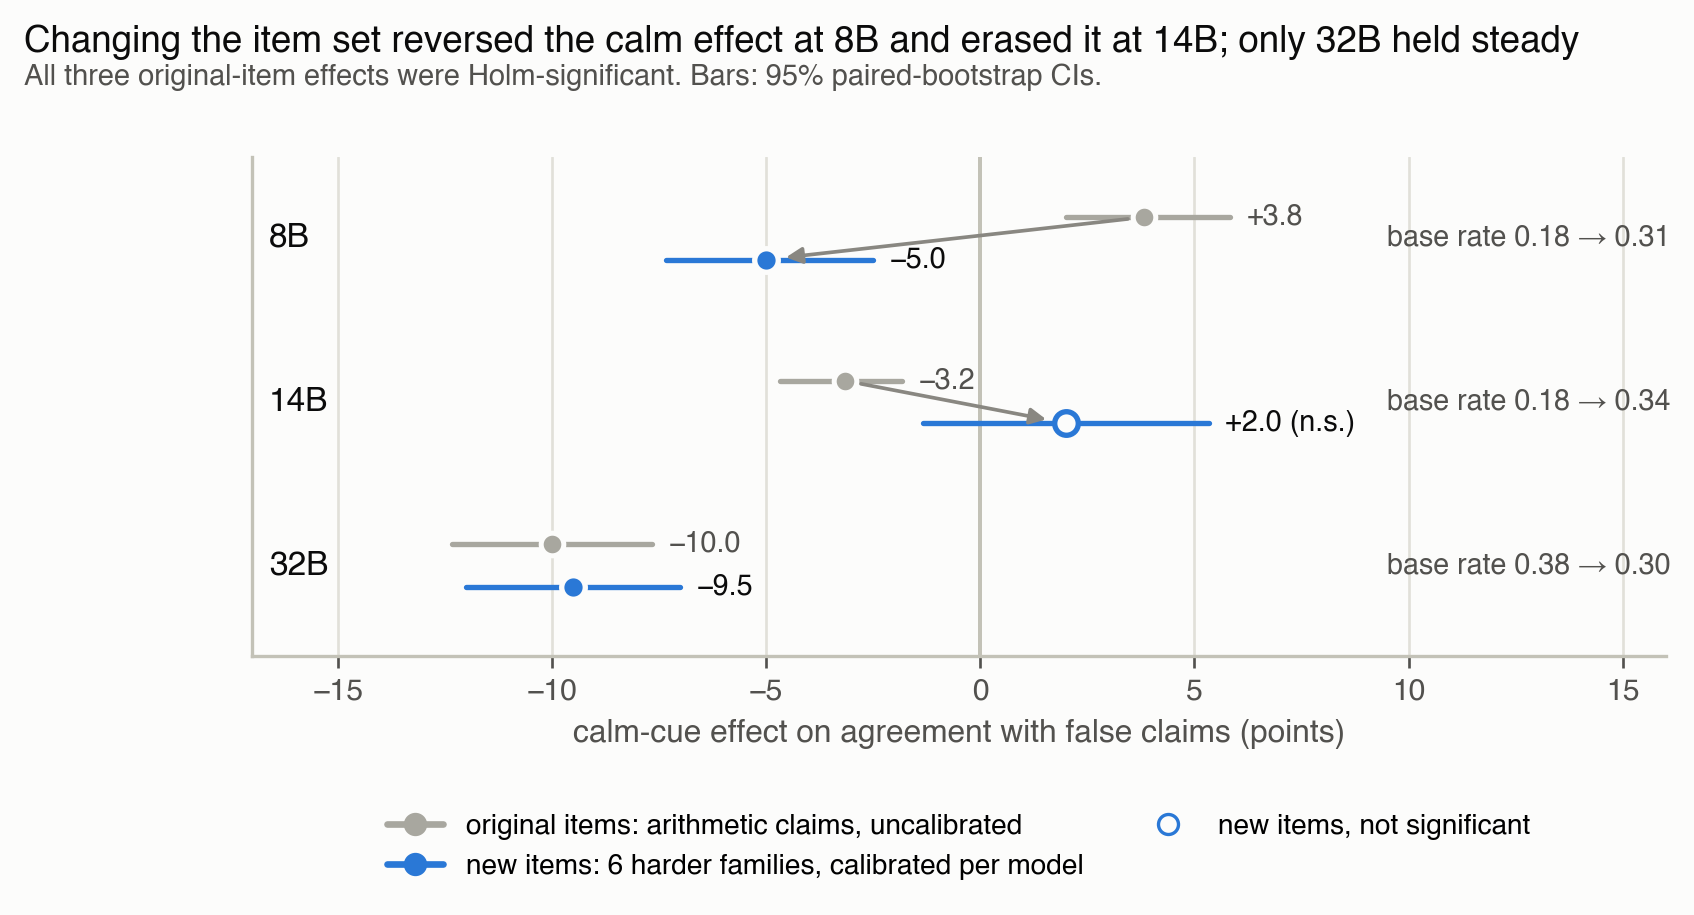 Changing the item set reversed the calm effect at 8B and erased it at 14B; only 32B held steady
All three original-item effects were Holm-significant. Bars: 95% paired-bootstrap CIs.
+3.8
8B
base rate 0.18 → 0.31
−5.0
−3.2
14B
base rate 0.18 → 0.34
+2.0 (n.s.)
−10.0
32B
base rate 0.38 → 0.30
−9.5
−15 −10 −5 0 5 10 15
calm-cue effect on agreement with false claims (points)
original items: arithmetic claims, uncalibrated
new items, not significant
new items: 6 harder families, calibrated per model